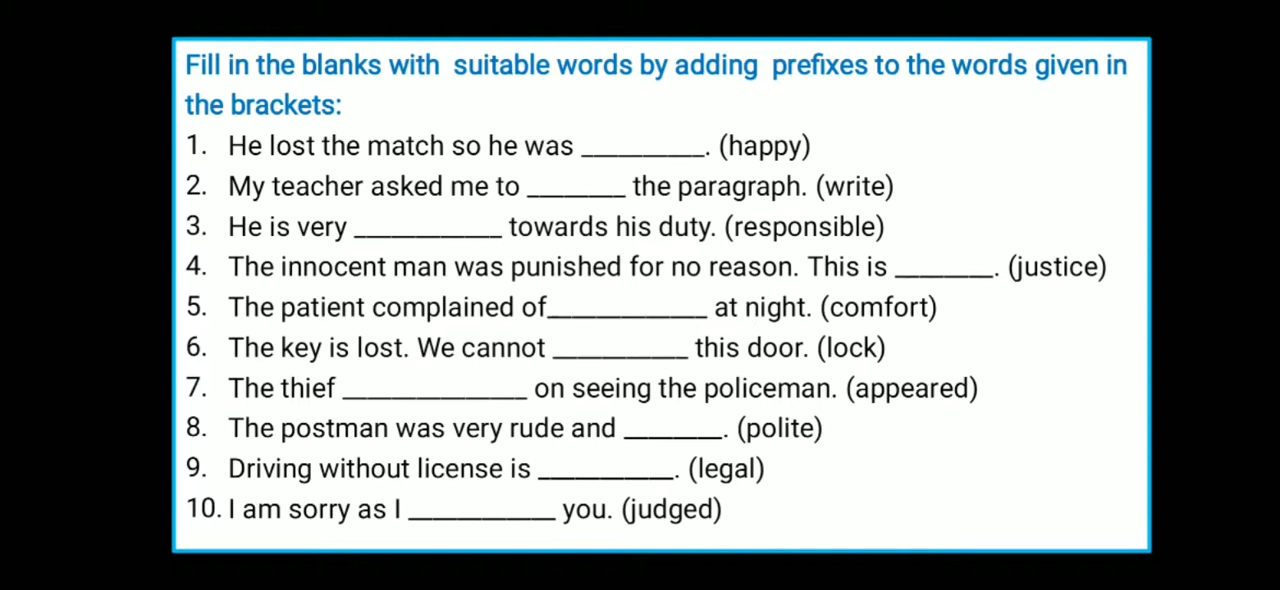 Fill in the blanks with suitable words by adding prefixes to the words given in
the brackets:
1. He lost the match so he was _________. (happy)
2. My teacher asked me to _______ the paragraph. (write)
3. He is very __________ towards his duty. (responsible)
4. The innocent man was punished for no reason. This is _______. (justice)
5. The patient complained of___________ at night. (comfort)
6. The key is lost. We cannot _________ this door. (lock)
7. The thief _____________ on seeing the policeman. (appeared)
8. The postman was very rude and _______. (polite)
9. Driving without license is _________. (legal)
10. I am sorry as I __________ you. (judged)